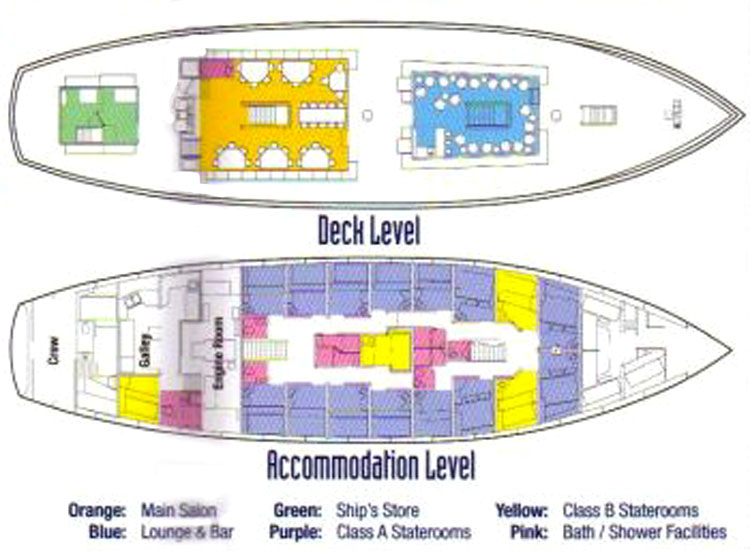 Deck Level
Crew
Galley
Engine Room
Accommodation Level
Orange: Main Salon Green: Ship's Store Yellow: Class B Staterooms
Blue: Lounge & Bar Purple: Class A Staterooms Pink: Bath / Shower Facilities